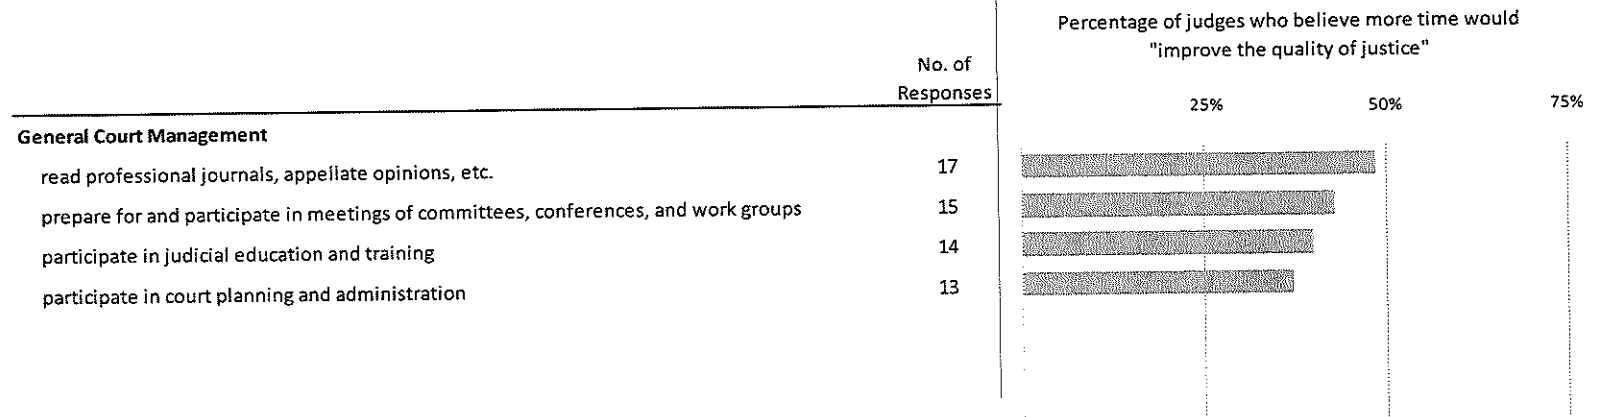 Percentage of judges who believe more time would
"improve the quality of justice"
No. of
Responses
25% 50% 75%
General Court Management
read professional journals, appellate opinions, etc. 17
prepare for and participate in meetings of committees, conferences, and work groups 15
participate in judicial education and training 14
participate in court planning and administration 13